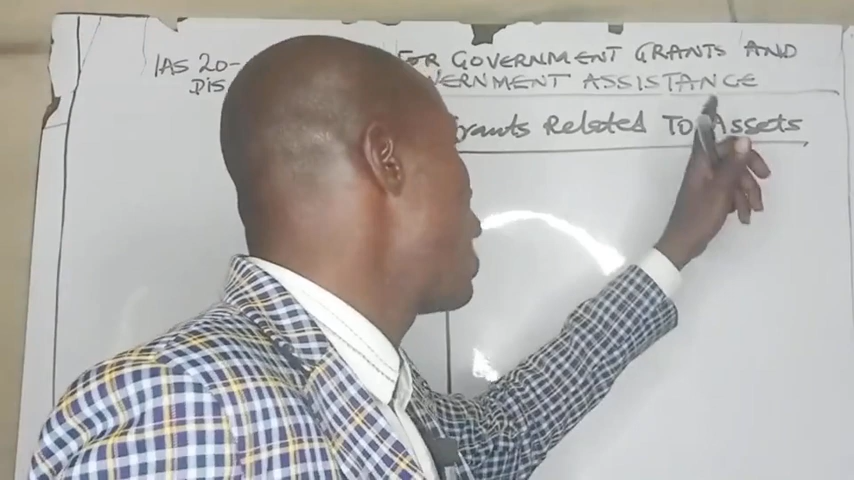 IAS 20- FOR GOVERNMENT GRANTS AND
DIS VERNMENT ASSISTANCE
Grants Related To Assets